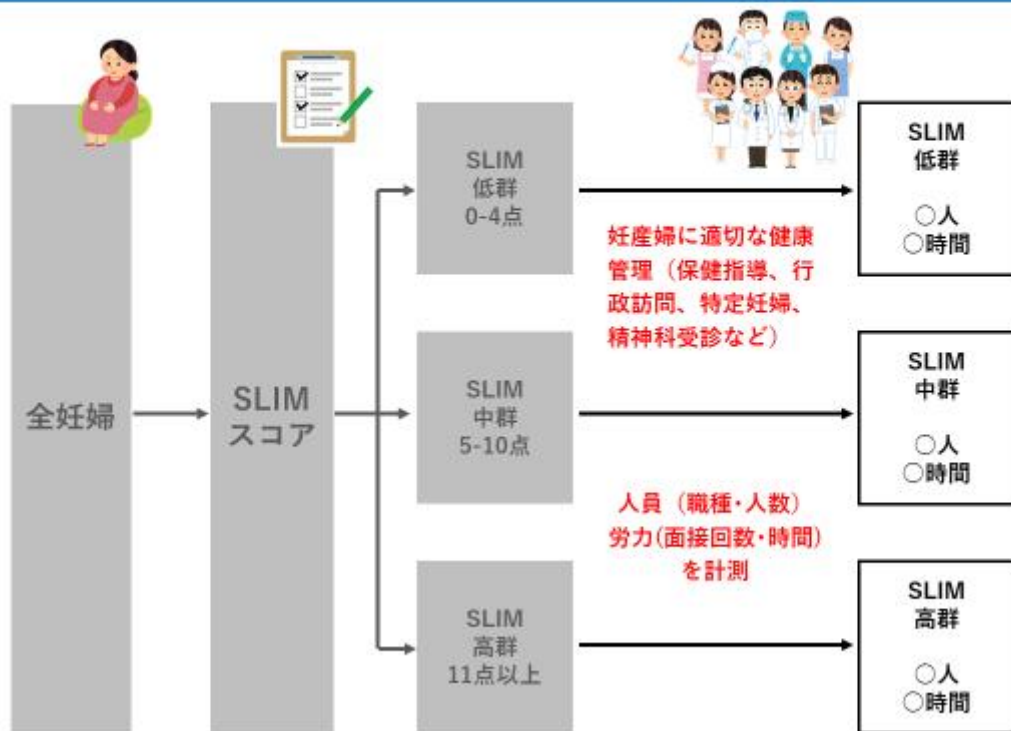 全妊婦
SLIM
スコア
SLIM
低群
0-4点
SLIM
中群
5-10点
SLIM
高群
11点以上
妊産婦に適切な健康
管理（保健指導、行
政訪問、特定妊婦、
精神科受診など）
人員（職種・人数）
労力(面接回数・時間)
を計測
SLIM
低群
○人
○時間
SLIM
中群
○人
○時間
SLIM
高群
○人
○時間